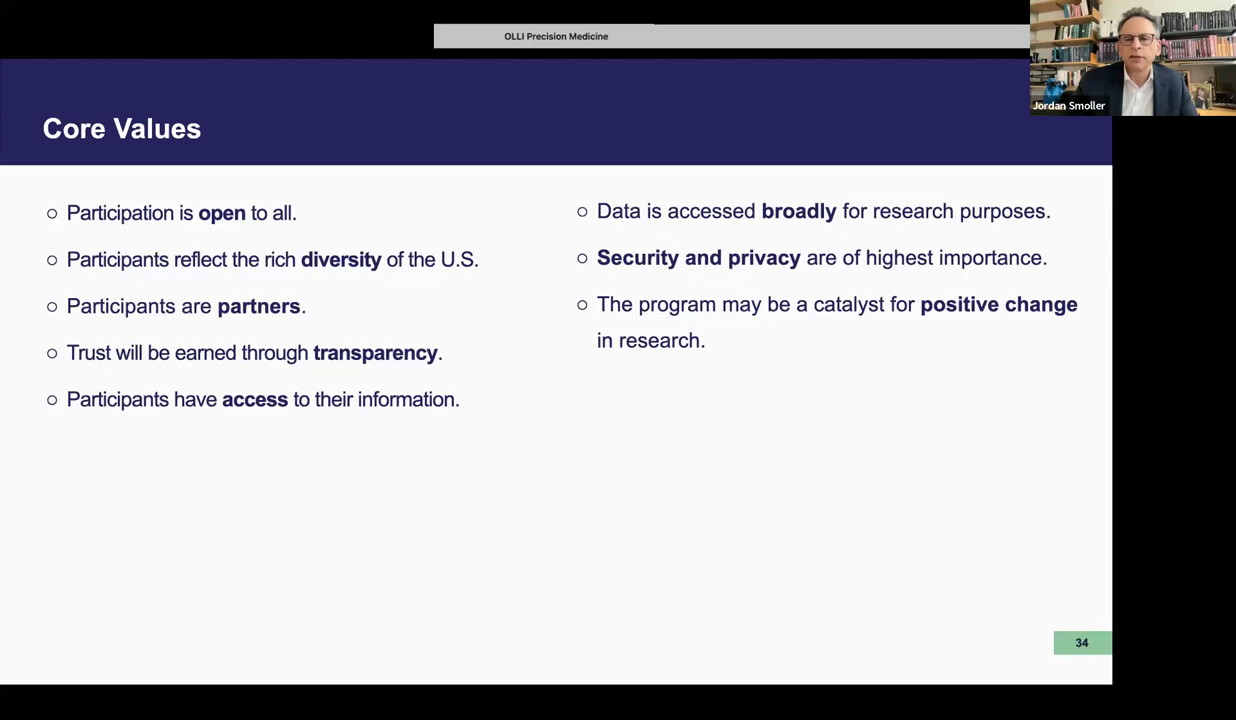 OLLI Precision Medicine
Jordan Smoller
Core Values
○ Participation is open to all.
○ Participants reflect the rich diversity of the U.S.
○ Participants are partners.
○ Trust will be earned through transparency.
○ Participants have access to their information.
○ Data is accessed broadly for research purposes.
○ Security and privacy are of highest importance.
○ The program may be a catalyst for positive change
in research.
34